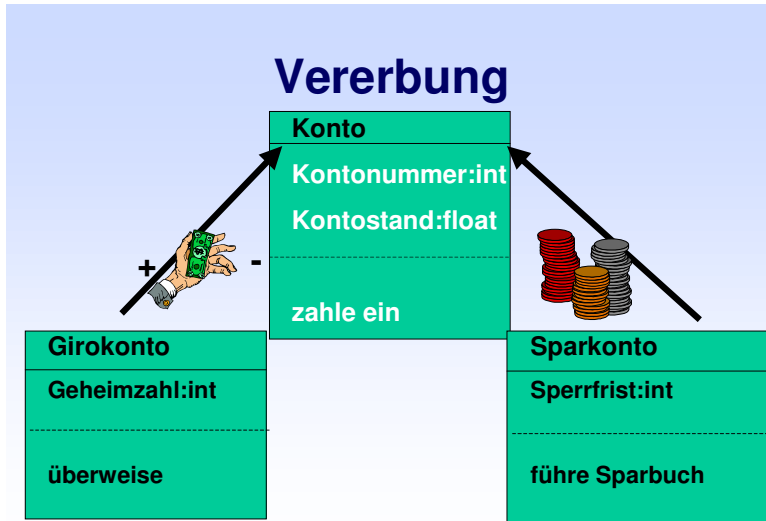 Vererbung
Konto
Kontonummer:int
Kontostand:float
zahle ein
+
-
Girokonto
Geheimzahl:int
überweise
Sparkonto
Sperrfrist:int
führe Sparbuch